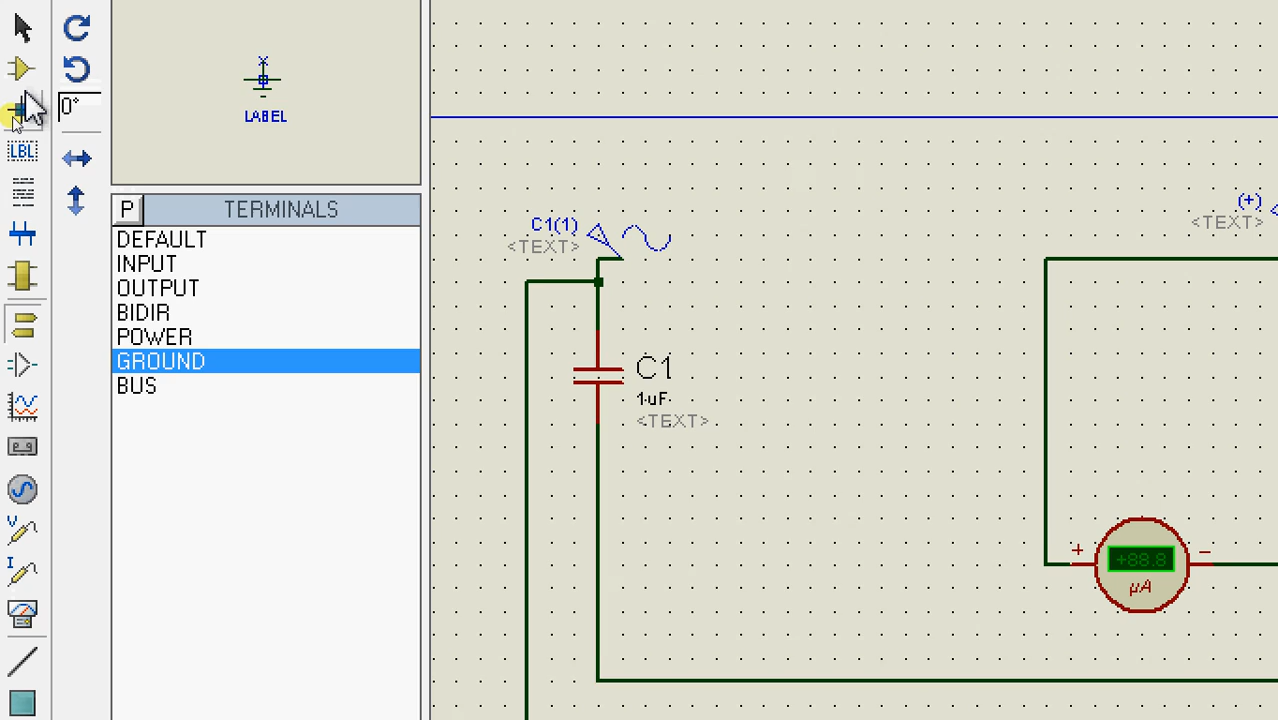 0°
LBL
X
LABEL
P TERMINALS
DEFAULT
INPUT
OUTPUT
BIDIR
POWER
GROUND
BUS
V
I
C1(1)
<TEXT>
C1
1uF
<TEXT>
(+)
<TEXT>
+ −
+88.8
µA